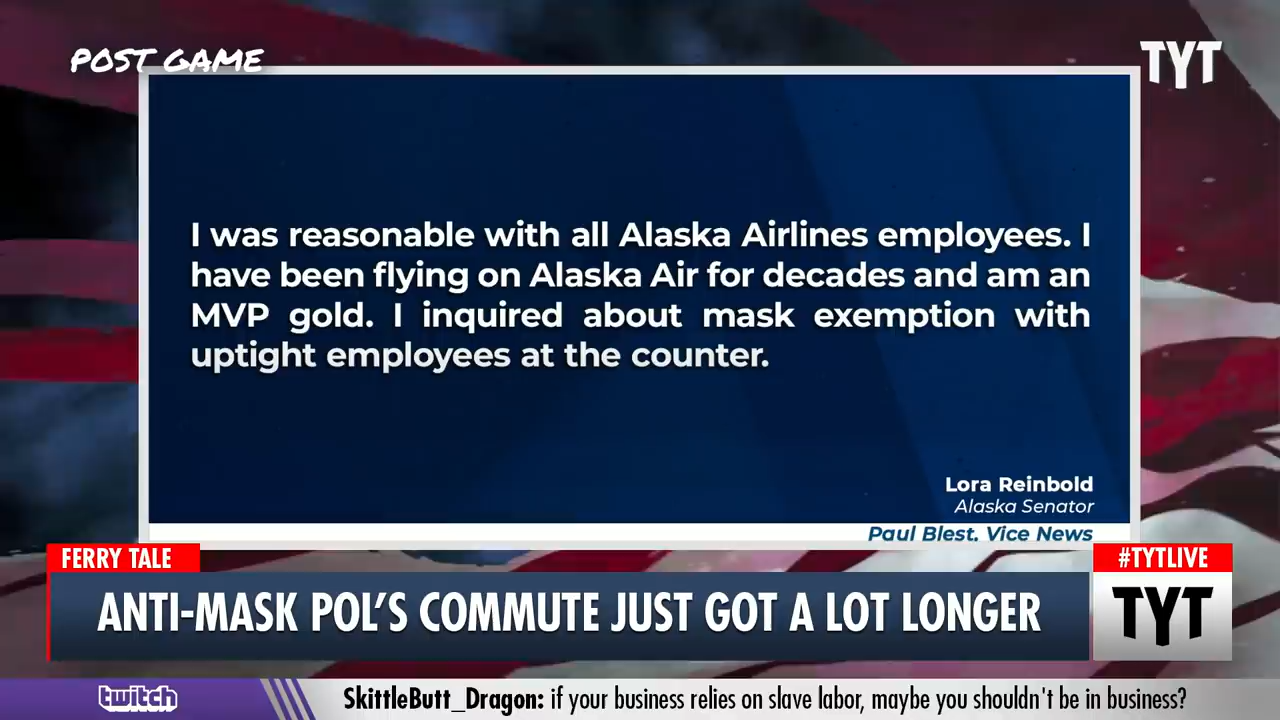 POST GAME
TYT
I was reasonable with all Alaska Airlines employees. I
have been flying on Alaska Air for decades and am an
MVP gold. I inquired about mask exemption with
uptight employees at the counter.
Lora Reinbold
Alaska Senator
Paul Blest, Vice News
FERRY TALE
#TYTLIVE
ANTI-MASK POL'S COMMUTE JUST GOT A LOT LONGER
TYT
twitch
SkittleButt_Dragon: if your business relies on slave labor, maybe you shouldn't be in business?